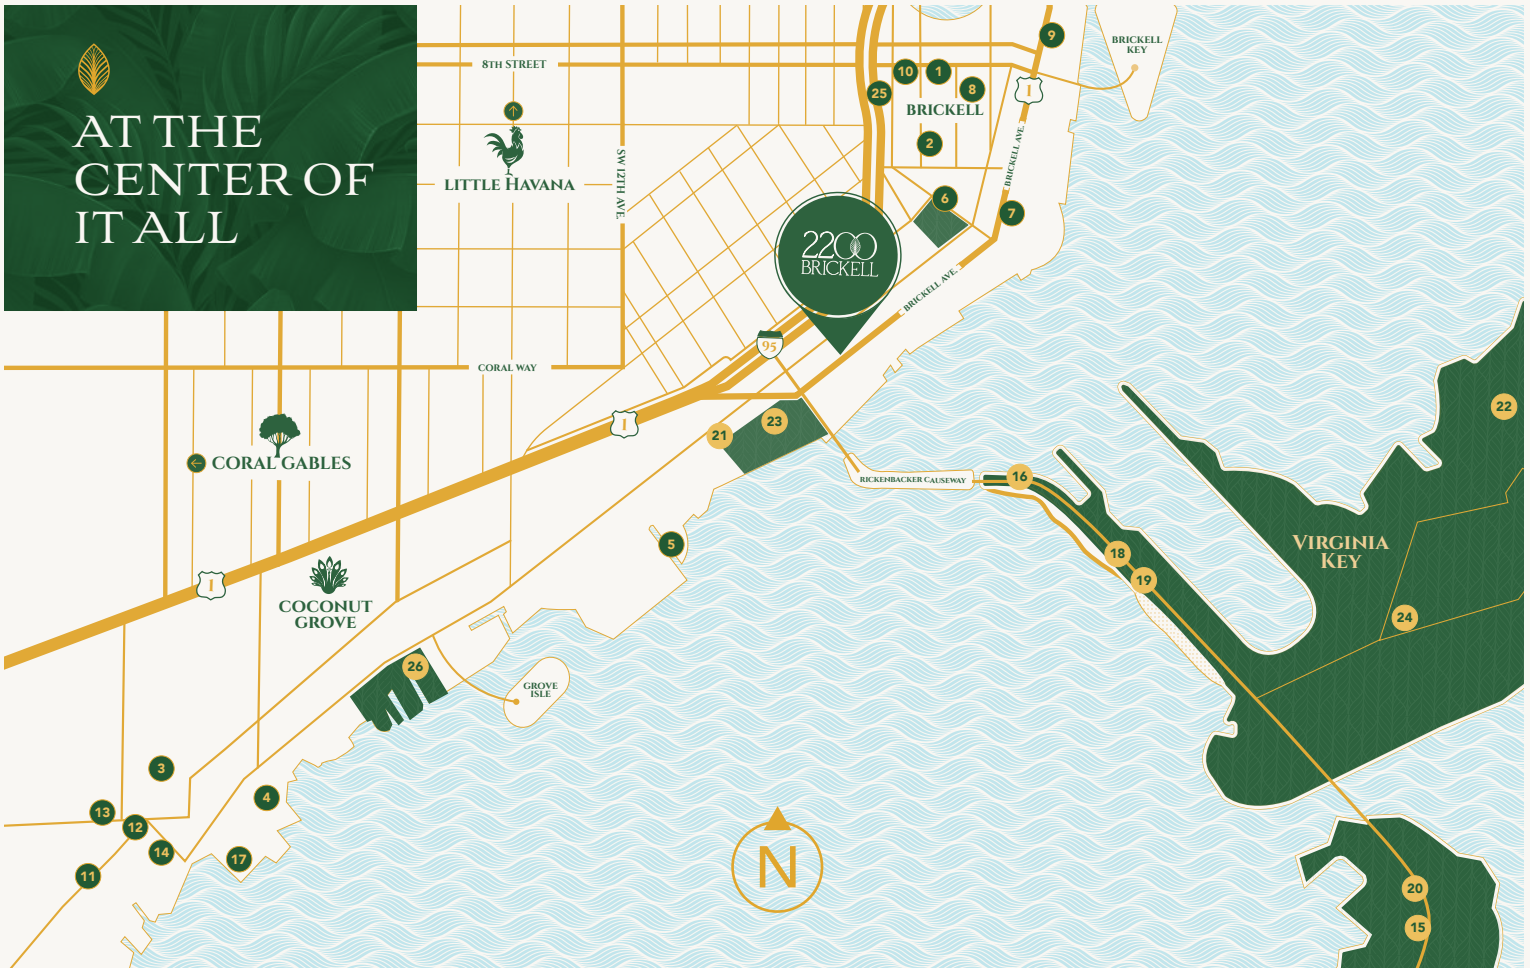 AT THE
CENTER OF
IT ALL
8TH STREET
LITTLE HAVANA
SW 12TH AVE.
CORAL WAY
BRICKELL
KEY
9
10
1
8
25
BRICKELL
1
2
BRICKELL AVE.
6
7
2200
BRICKELL
BRICKELL AVE.
95
1
23
21
CORAL GABLES
RICKENBACKER CAUSEWAY
16
22
VIRGINIA
KEY
5
18
19
24
1
COCONUT
GROVE
26
GROVE
ISLE
3
4
13
12
14
17
11
N
20
15